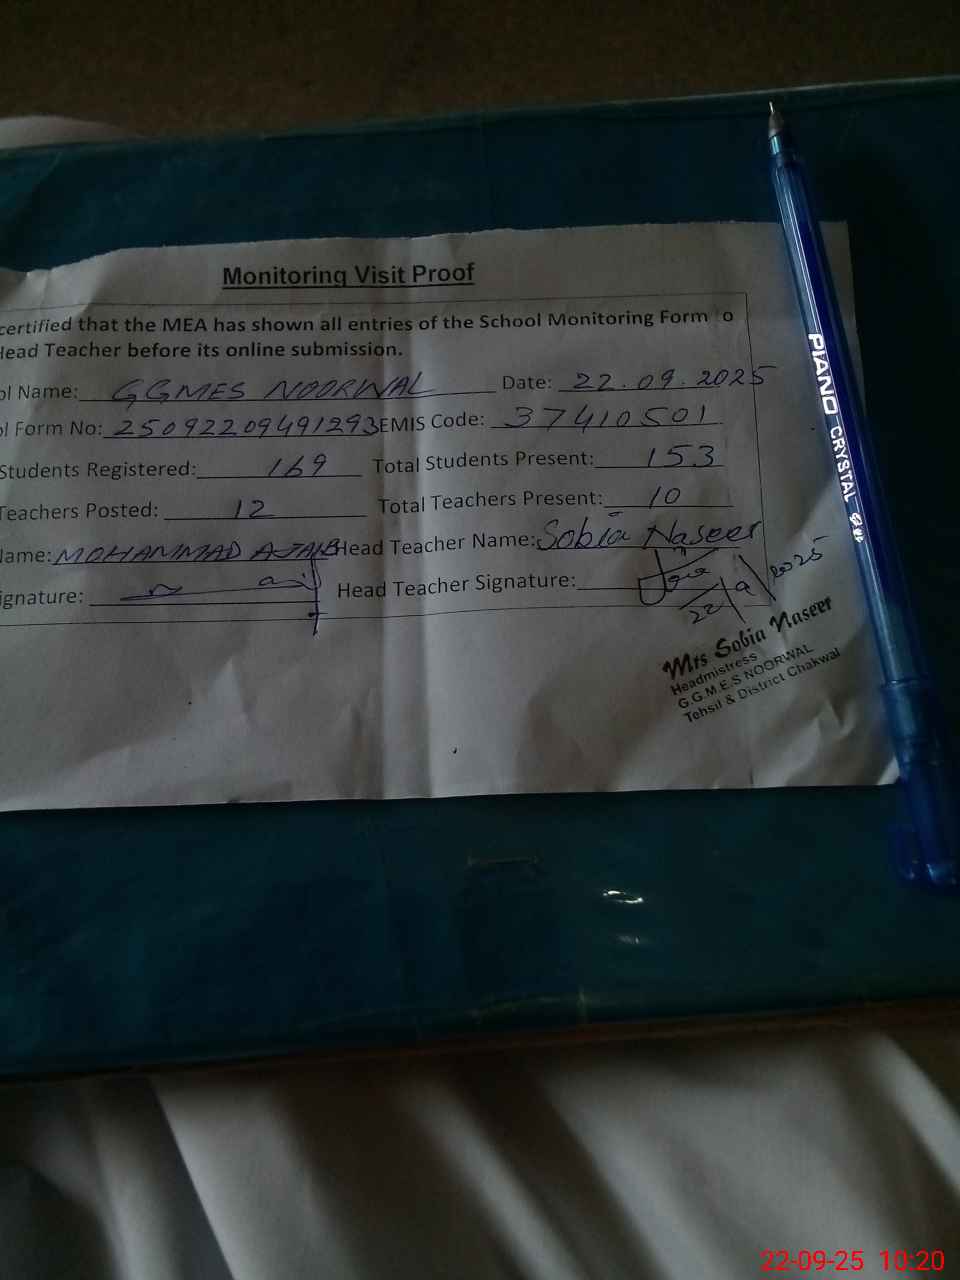 Monitoring Visit Proof
certified that the MEA has shown all entries of the School Monitoring Form o
Head Teacher before its online submission.
ol Name: GGMES NOORWAL Date: 22.09.2025
ol Form No: 25092209491293 EMIS Code: 37410501
Students Registered: 169 Total Students Present: 153
Teachers Posted: 12 Total Teachers Present: 10
Name: MOHAMMAD Head Teacher Name: Sobia Naseer
ignature: Head Teacher Signature:
22/9/2025
Mrs Sobia Naseer
Headmistress
G.G.M.E.S NOORWAL
Tehsil & District Chakwal
PIANO CRYSTAL
22-09-25 10:20